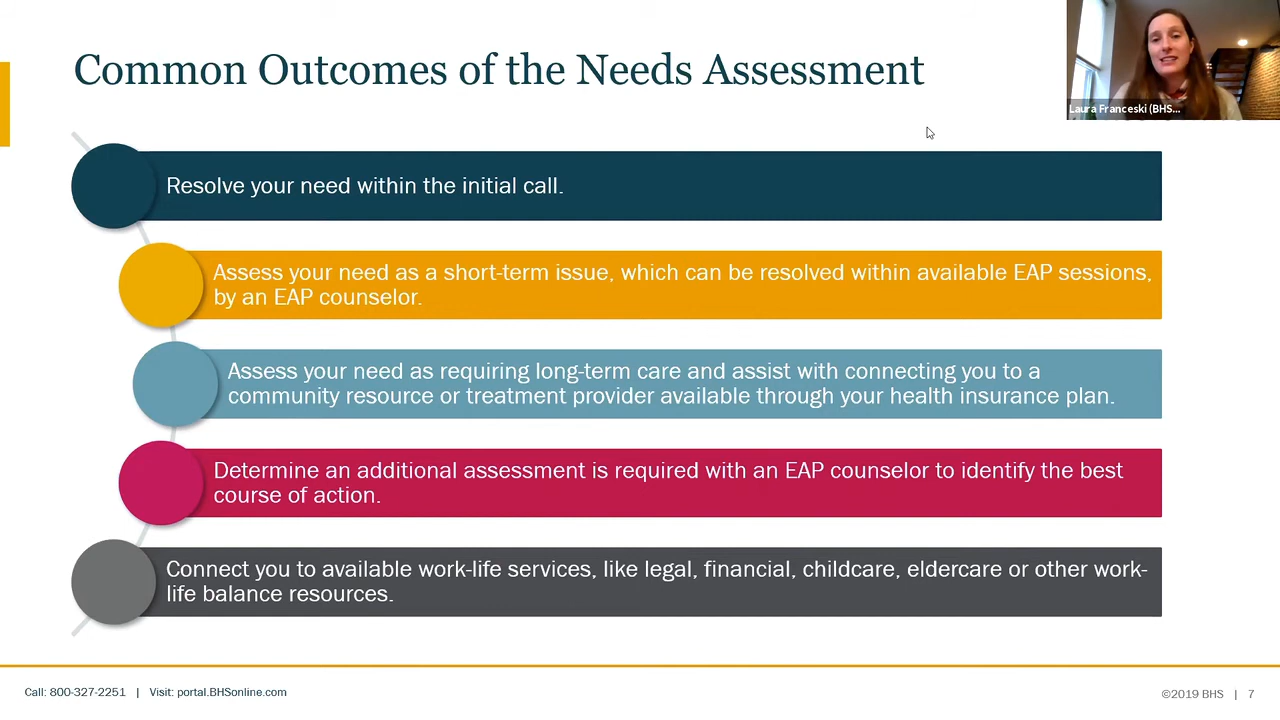 Common Outcomes of the Needs Assessment
Laura Franceski (BHS...
Resolve your need within the initial call.
Assess your need as a short-term issue, which can be resolved within available EAP sessions,
by an EAP counselor.
Assess your need as requiring long-term care and assist with connecting you to a
community resource or treatment provider available through your health insurance plan.
Determine an additional assessment is required with an EAP counselor to identify the best
course of action.
Connect you to available work-life services, like legal, financial, childcare, eldercare or other work-
life balance resources.
Call: 800-327-2251 | Visit: portal.BHSonline.com
©2019 BHS | 7